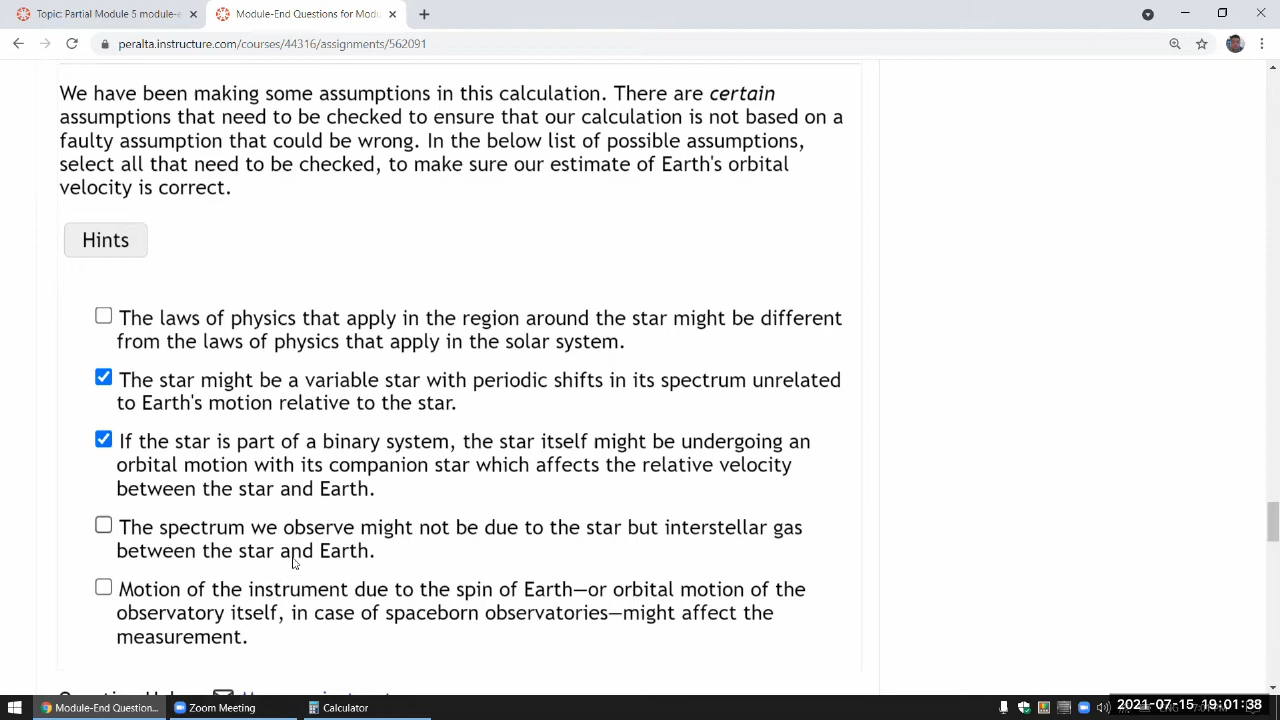 Topic: Partial Module 5 module-e
Module-End Questions for Modu
peralta.instructure.com/courses/44316/assignments/562091
We have been making some assumptions in this calculation. There are certain
assumptions that need to be checked to ensure that our calculation is not based on a
faulty assumption that could be wrong. In the below list of possible assumptions,
select all that need to be checked, to make sure our estimate of Earth's orbital
velocity is correct.
Hints
The laws of physics that apply in the region around the star might be different
from the laws of physics that apply in the solar system.
The star might be a variable star with periodic shifts in its spectrum unrelated
to Earth's motion relative to the star.
If the star is part of a binary system, the star itself might be undergoing an
orbital motion with its companion star which affects the relative velocity
between the star and Earth.
The spectrum we observe might not be due to the star but interstellar gas
between the star and Earth.
Motion of the instrument due to the spin of Earth—or orbital motion of the
observatory itself, in case of spaceborn observatories—might affect the
measurement.
Module-End Question...
Zoom Meeting
Calculator
2021-07-15 19:01:38